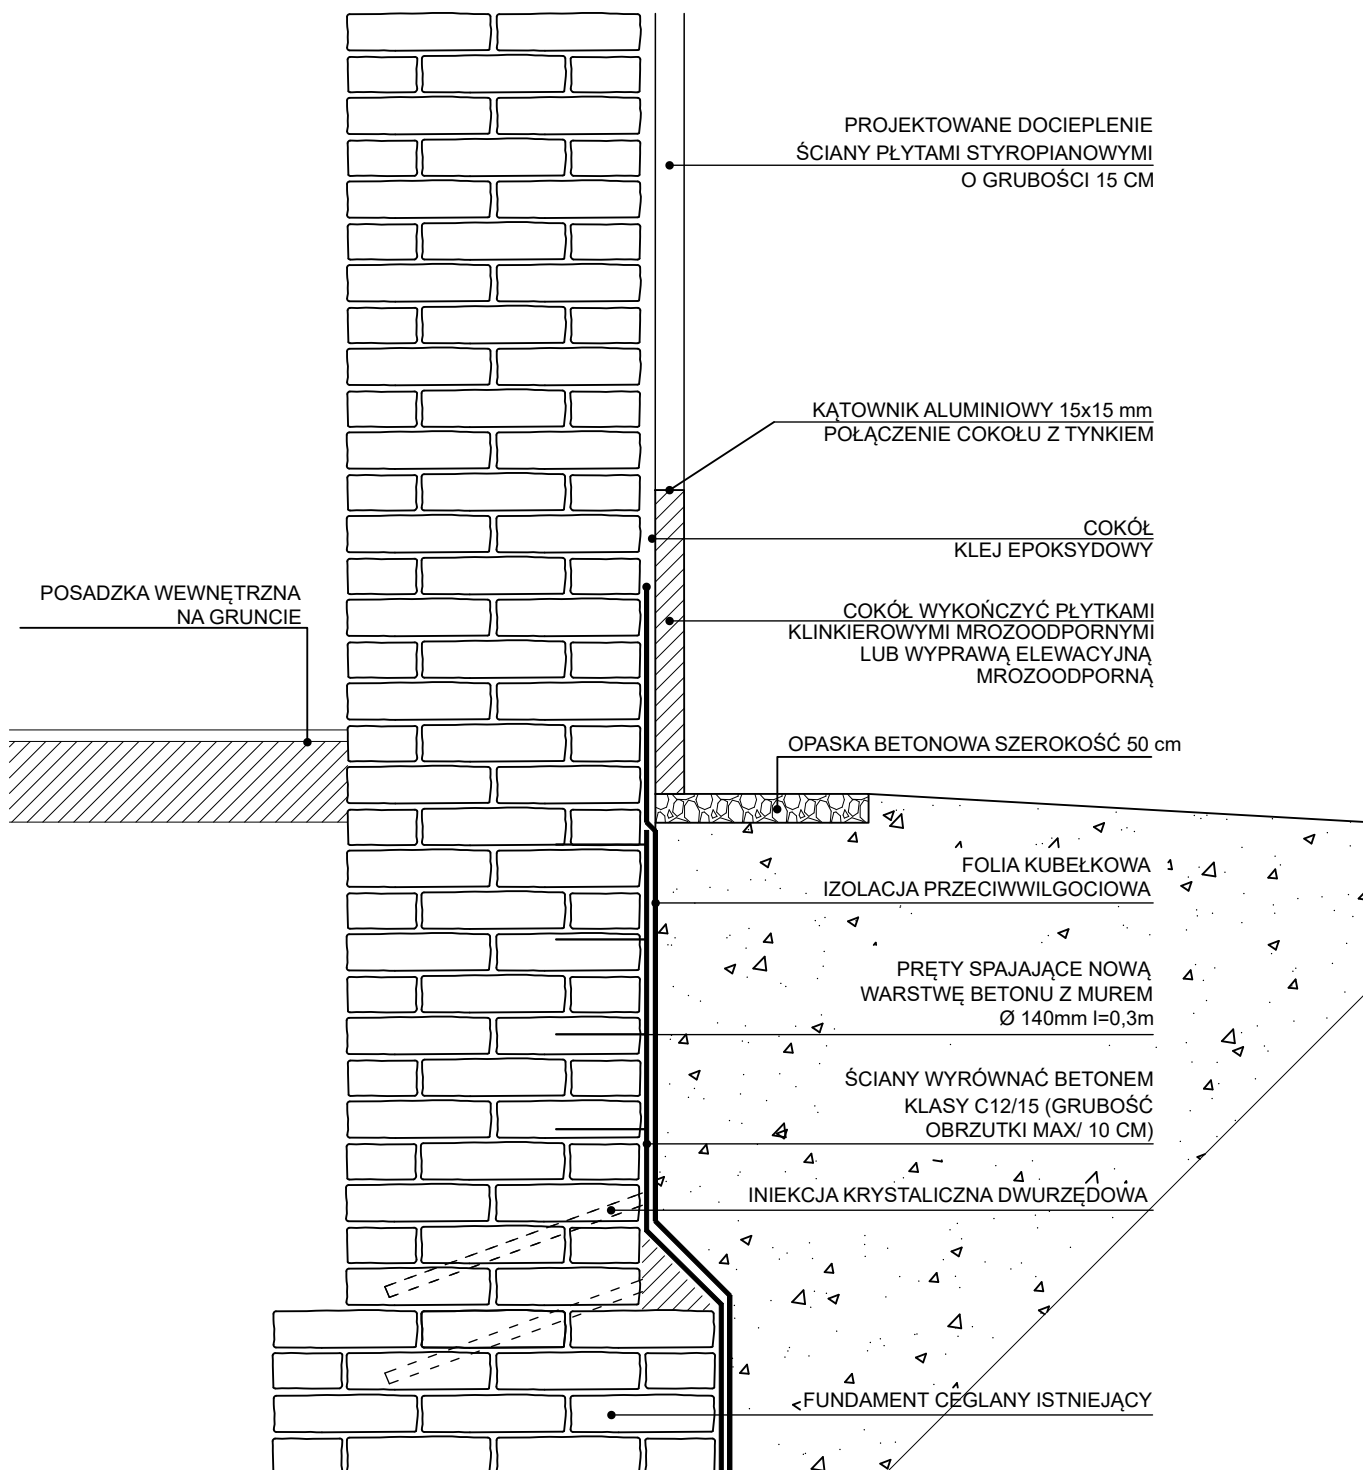 PROJEKTOWANE DOCIEPLENIE
ŚCIANY PŁYTAMI STYROPIANOWYMI
O GRUBOŚCI 15 CM
KĄTOWNIK ALUMINIOWY 15x15 mm
POŁĄCZENIE COKOŁU Z TYNKIEM
COKÓŁ
KLEJ EPOKSYDOWY
POSADZKA WEWNĘTRZNA
NA GRUNCIE
COKÓŁ WYKOŃCZYĆ PŁYTKAMI
KLINKIEROWYMI MROZOODPORNYMI
LUB WYPRAWĄ ELEWACYJNĄ
MROZOODPORNĄ
OPASKA BETONOWA SZEROKOŚĆ 50 cm
FOLIA KUBEŁKOWA
IZOLACJA PRZECIWWILGOCIOWA
PRĘTY SPAJAJĄCE NOWĄ
WARSTWĘ BETONU Z MUREM
Ø 140mm l=0,3m
ŚCIANY WYRÓWNAĆ BETONEM
KLASY C12/15 (GRUBOŚĆ
OBRZUTKI MAX/ 10 CM)
INIEKCJA KRYSTALICZNA DWURZĘDOWA
FUNDAMENT CEGLANY ISTNIEJĄCY